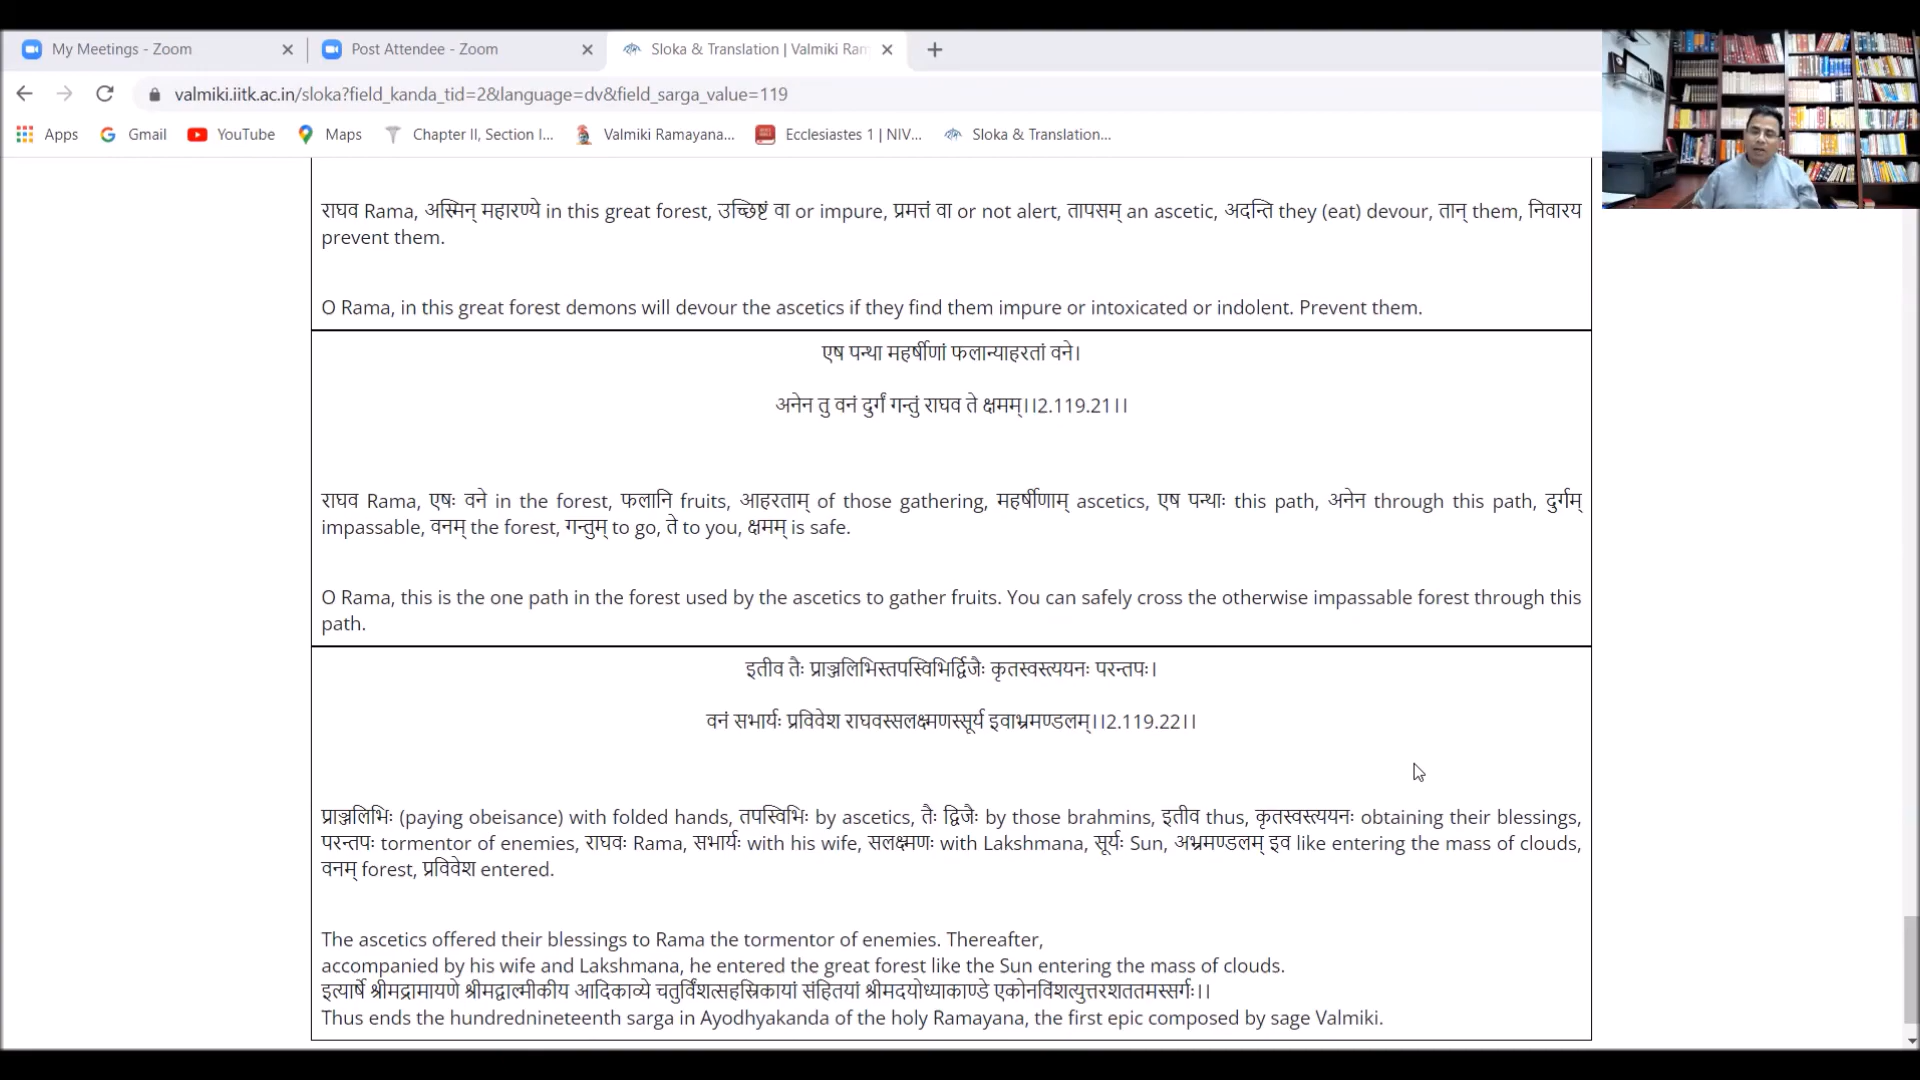 My Meetings - Zoom
Post Attendee - Zoom
Sloka & Translation | Valmiki Ram
valmiki.iitk.ac.in/sloka?field_kanda_tid=2&language=dv&field_sarga_value=119
Apps
Gmail
YouTube
Maps
Chapter II, Section I...
Valmiki Ramayana...
Ecclesiastes 1 | NIV...
Sloka & Translation...
राघव Rama, अस्मिन् महारण्ये in this great forest, उच्छिष्टं वा or impure, प्रमत्तं वा or not alert, तापसम् an ascetic, अदन्ति they (eat) devour, तान् them, निवारय
prevent them.
O Rama, in this great forest demons will devour the ascetics if they find them impure or intoxicated or indolent. Prevent them.
एष पन्था महर्षीणां फलान्याहरतां वने।
अनेन तु वनं दुर्गं गन्तुं राघव ते क्षमम्।।2.119.21।।
राघव Rama, एषः वने in the forest, फलानि fruits, आहरताम् of those gathering, महर्षीणाम् ascetics, एष पन्थाः this path, अनेन through this path, दुर्गम्
impassable, वनम् the forest, गन्तुम् to go, ते to you, क्षमम् is safe.
O Rama, this is the one path in the forest used by the ascetics to gather fruits. You can safely cross the otherwise impassable forest through this
path.
इतीव तैः प्राञ्जलिभिस्तपस्विभिर्द्विजैः कृतस्वस्त्ययनः परन्तपः।
वनं सभार्यः प्रविवेश राघवस्सलक्ष्मणस्सूर्य इवाभ्रमण्डलम्।।2.119.22।।
प्राञ्जलिभिः (paying obeisance) with folded hands, तपस्विभिः by ascetics, तैः द्विजैः by those brahmins, इतीव thus, कृतस्वस्त्ययनः obtaining their blessings,
परन्तपः tormentor of enemies, राघवः Rama, सभार्यः with his wife, सलक्ष्मणः with Lakshmana, सूर्यः Sun, अभ्रमण्डलम् इव like entering the mass of clouds,
वनम् forest, प्रविवेश entered.
The ascetics offered their blessings to Rama the tormentor of enemies. Thereafter,
accompanied by his wife and Lakshmana, he entered the great forest like the Sun entering the mass of clouds.
इत्यार्षे श्रीमद्रामायणे श्रीमद्वाल्मीकीय आदिकाव्ये चतुर्विंशत्सहस्रिकायां संहितयां श्रीमदयोध्याकाण्डे एकोनविंशत्युत्तरशततमस्सर्गः।।
Thus ends the hundrednineteenth sarga in Ayodhyakanda of the holy Ramayana, the first epic composed by sage Valmiki.